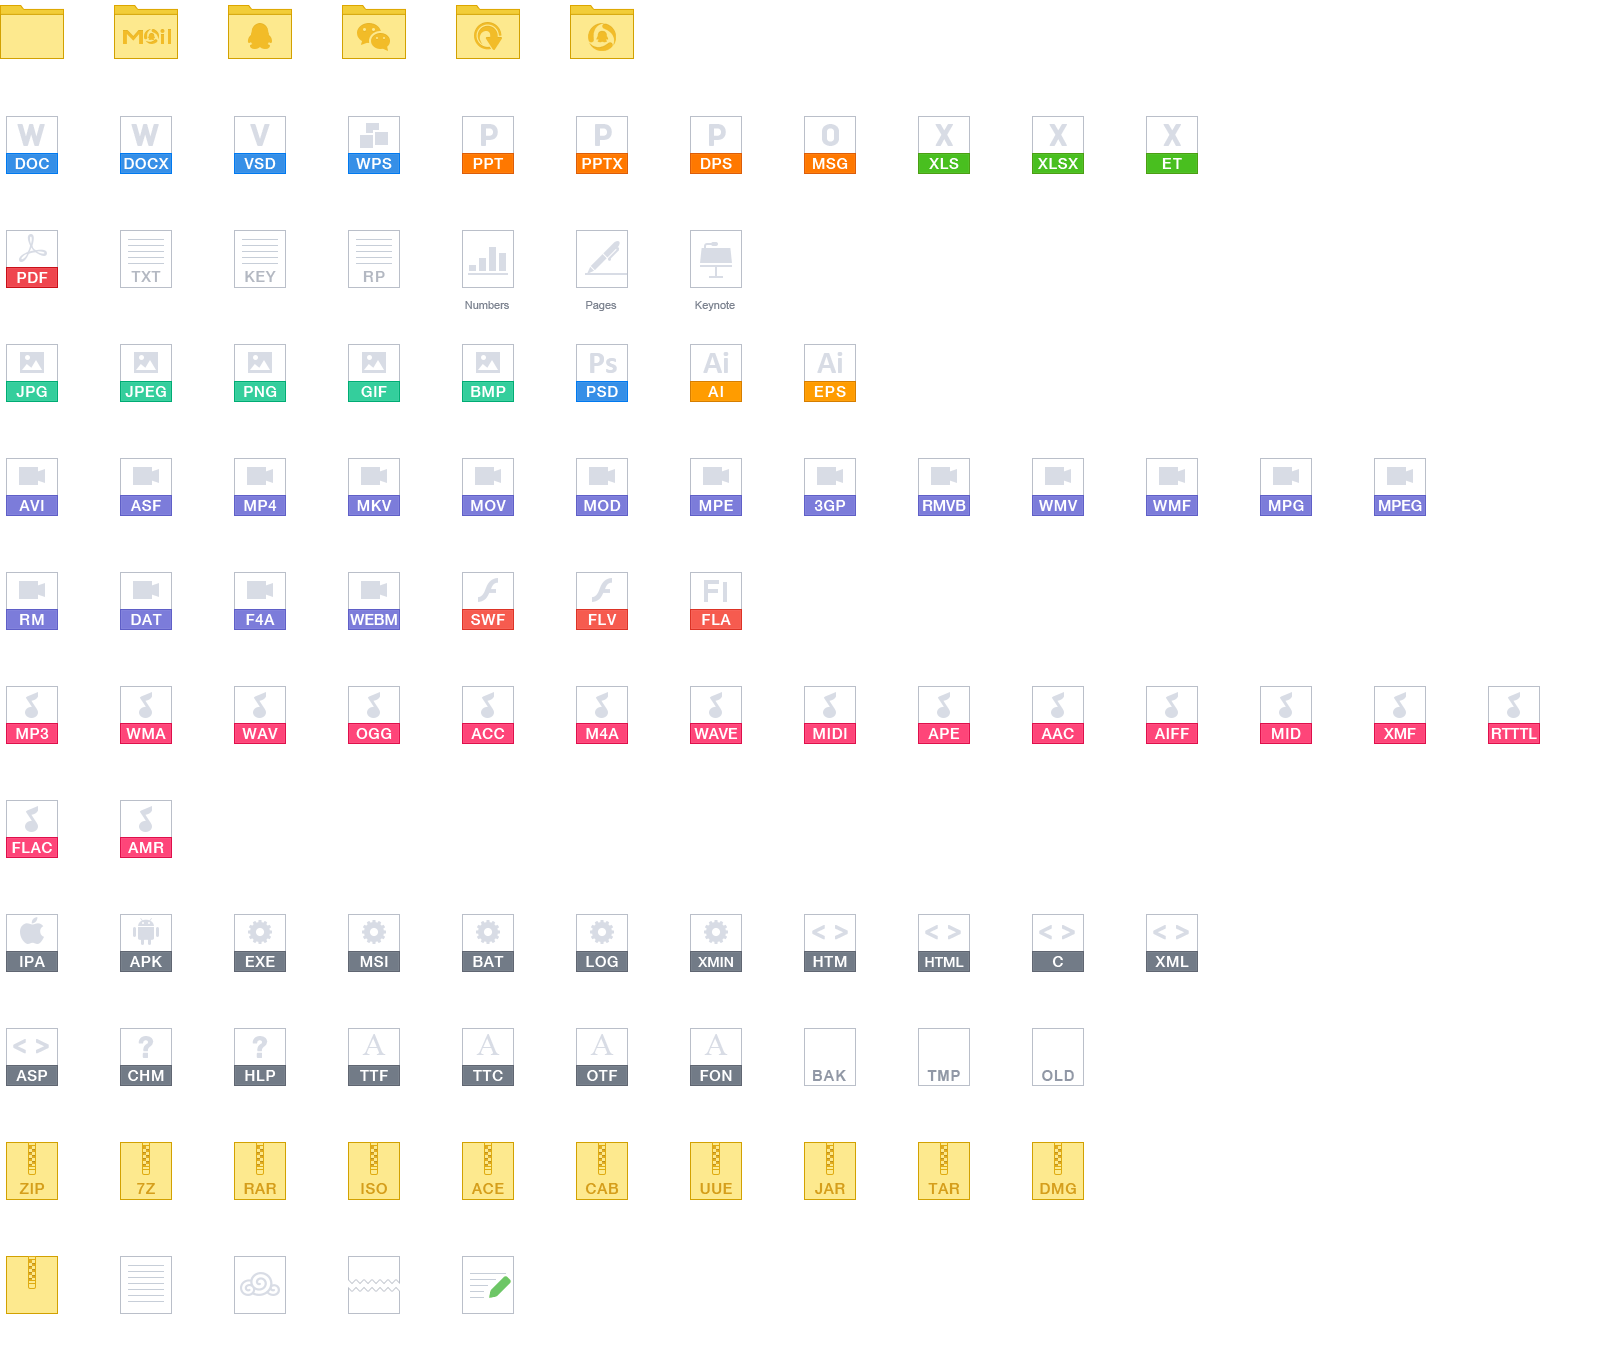 Mail
W W V P P P O X X X
DOC DOCX VSD WPS PPT PPTX DPS MSG XLS XLSX ET
PDF TXT KEY RP
Numbers Pages Keynote
Ps Ai Ai
JPG JPEG PNG GIF BMP PSD AI EPS
AVI ASF MP4 MKV MOV MOD MPE 3GP RMVB WMV WMF MPG MPEG
Fl
RM DAT F4A WEBM SWF FLV FLA
MP3 WMA WAV OGG ACC M4A WAVE MIDI APE AAC AIFF MID XMF RTTTL
FLAC AMR
< > < > < > < >
IPA APK EXE MSI BAT LOG XMIN HTM HTML C XML
< > ? ? A A A A
ASP CHM HLP TTF TTC OTF FON BAK TMP OLD
ZIP 7Z RAR ISO ACE CAB UUE JAR TAR DMG